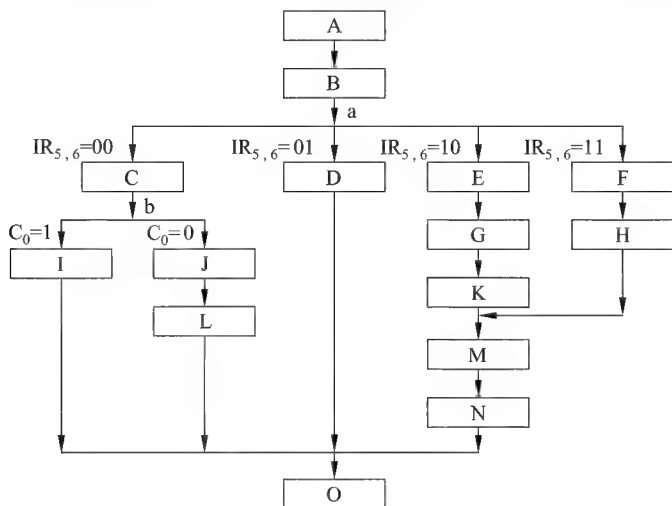 A
B
a
IR5,6=00
IR5,6=01
IR5,6=10
IR5,6=11
C
D
E
F
b
C0=1
C0=0
G
H
I
J
K
L
M
N
O